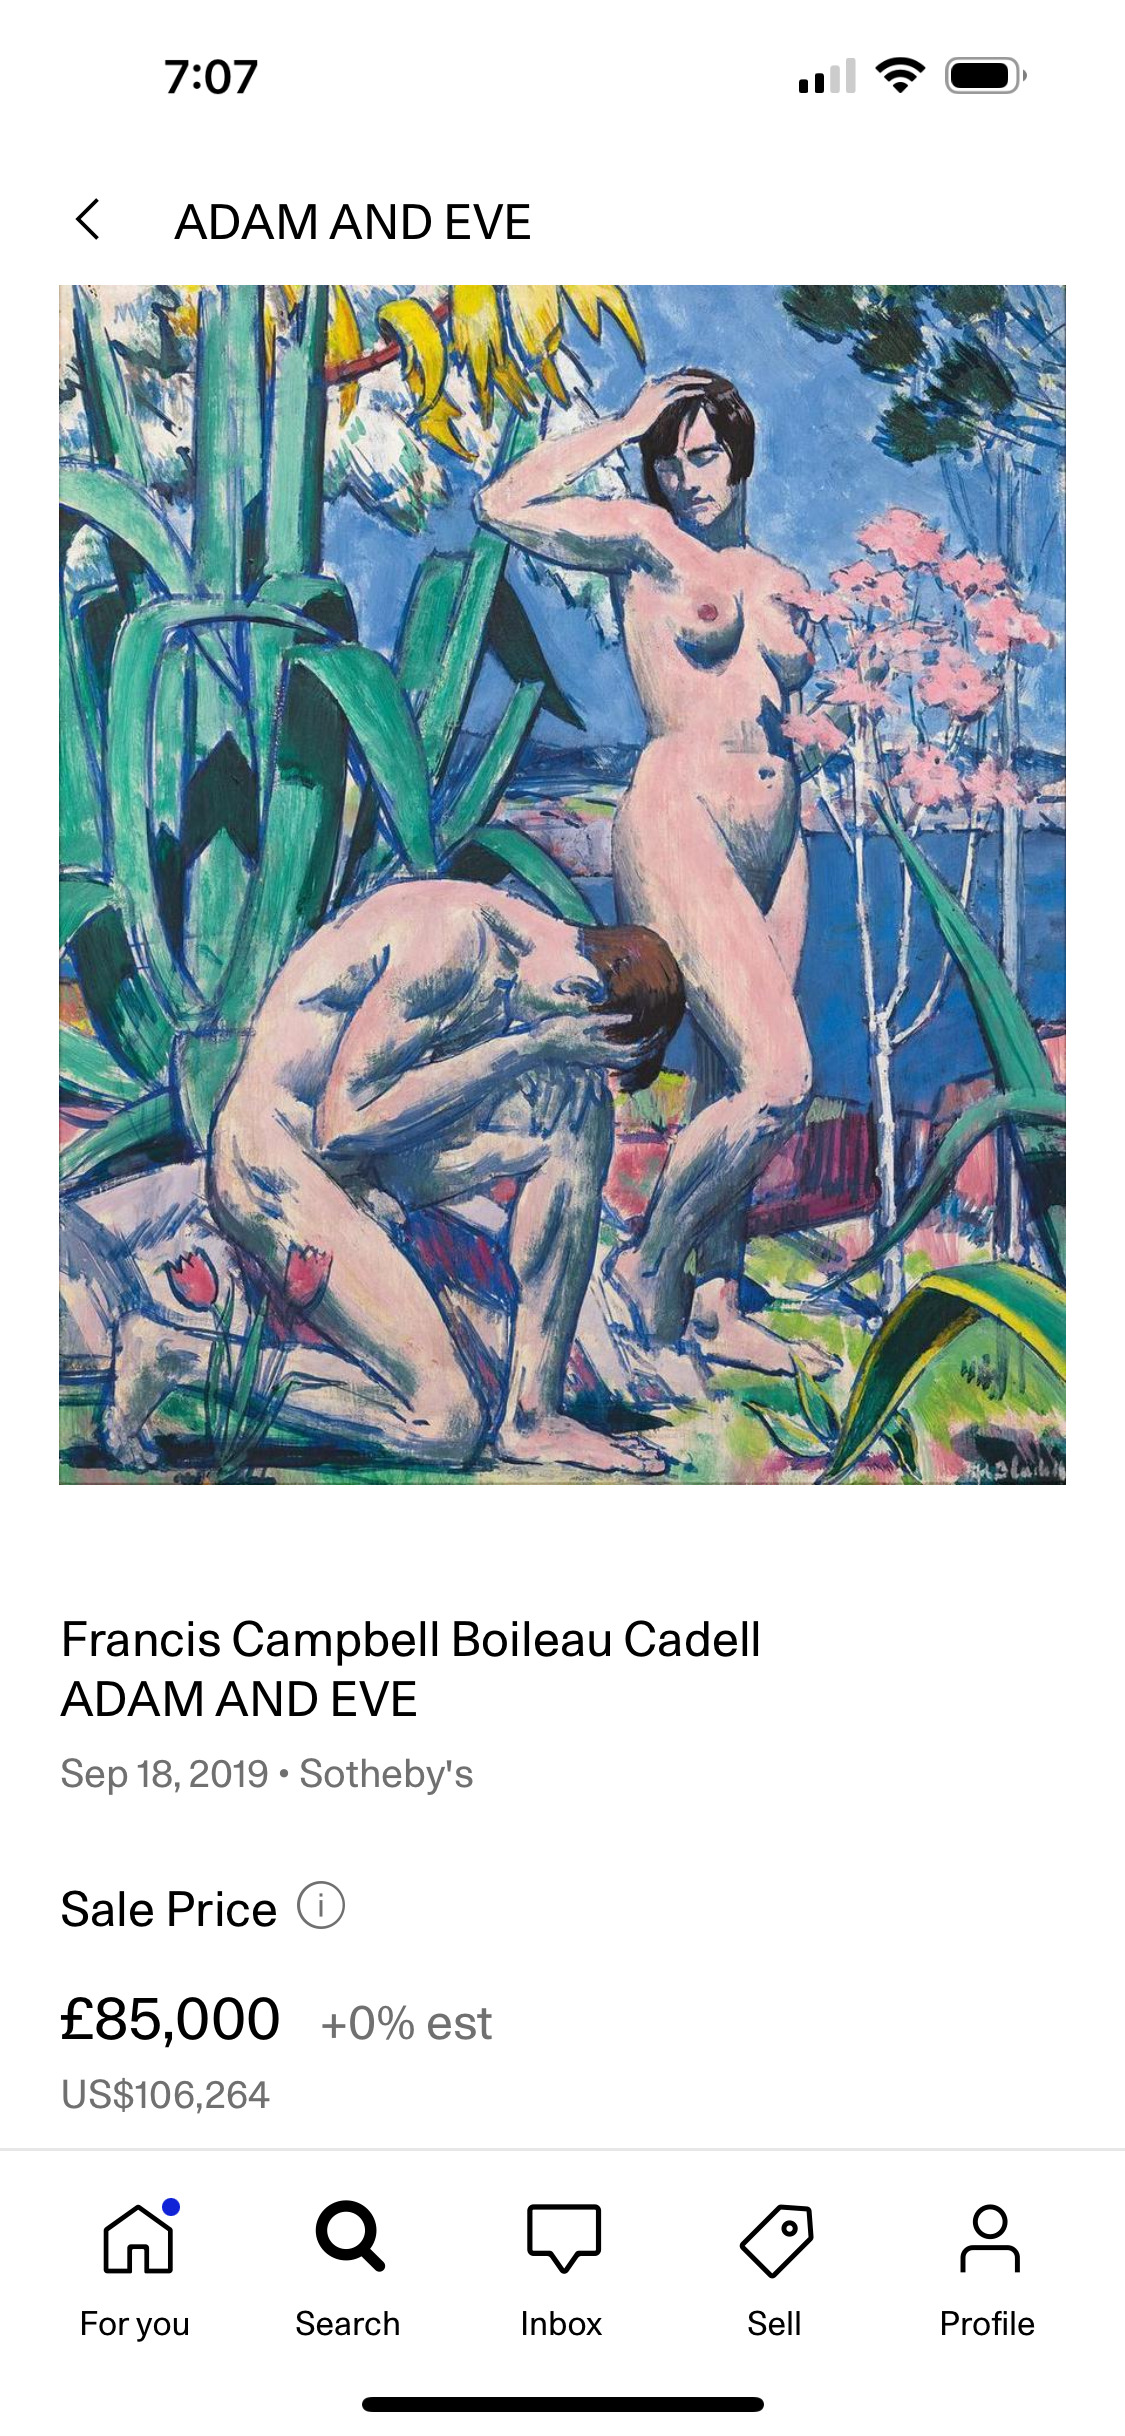 7:07
ADAM AND EVE
Francis Campbell Boileau Cadell
ADAM AND EVE
Sep 18, 2019 • Sotheby's
Sale Price
£85,000 +0% est
US$106,264
For you Search Inbox Sell Profile